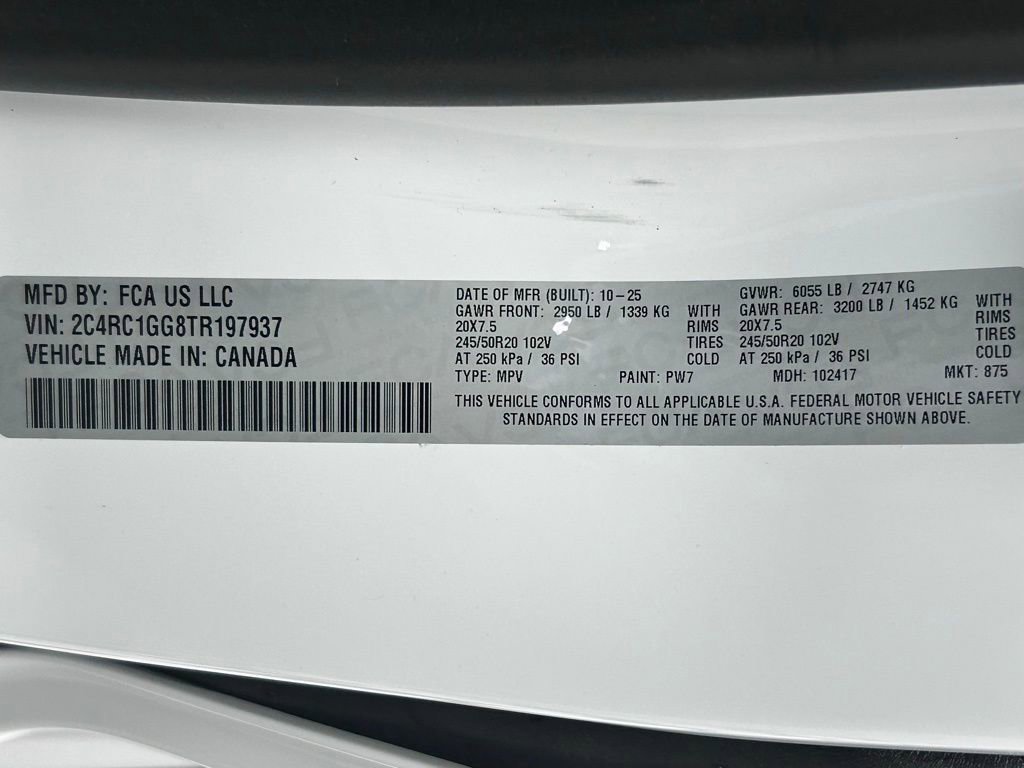 MFD BY: FCA US LLC
VIN: 2C4RC1GG8TR197937
VEHICLE MADE IN: CANADA
DATE OF MFR (BUILT): 10-25
GVWR: 6055 LB / 2747 KG
GAWR FRONT: 2950 LB / 1339 KG WITH
20X7.5 RIMS
245/50R20 102V TIRES
AT 250 kPa / 36 PSI COLD
GAWR REAR: 3200 LB / 1452 KG WITH
20X7.5 RIMS
245/50R20 102V TIRES
AT 250 kPa / 36 PSI COLD
TYPE: MPV PAINT: PW7 MDH: 102417 MKT: 875
THIS VEHICLE CONFORMS TO ALL APPLICABLE U.S.A. FEDERAL MOTOR VEHICLE SAFETY
STANDARDS IN EFFECT ON THE DATE OF MANUFACTURE SHOWN ABOVE.